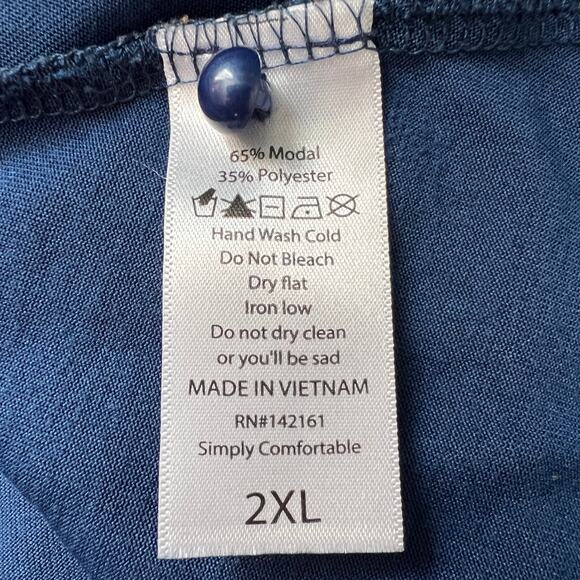 65% Modal
35% Polyester
Hand Wash Cold
Do Not Bleach
Dry flat
Iron low
Do not dry clean
or you'll be sad
MADE IN VIETNAM
RN#142161
Simply Comfortable
2XL